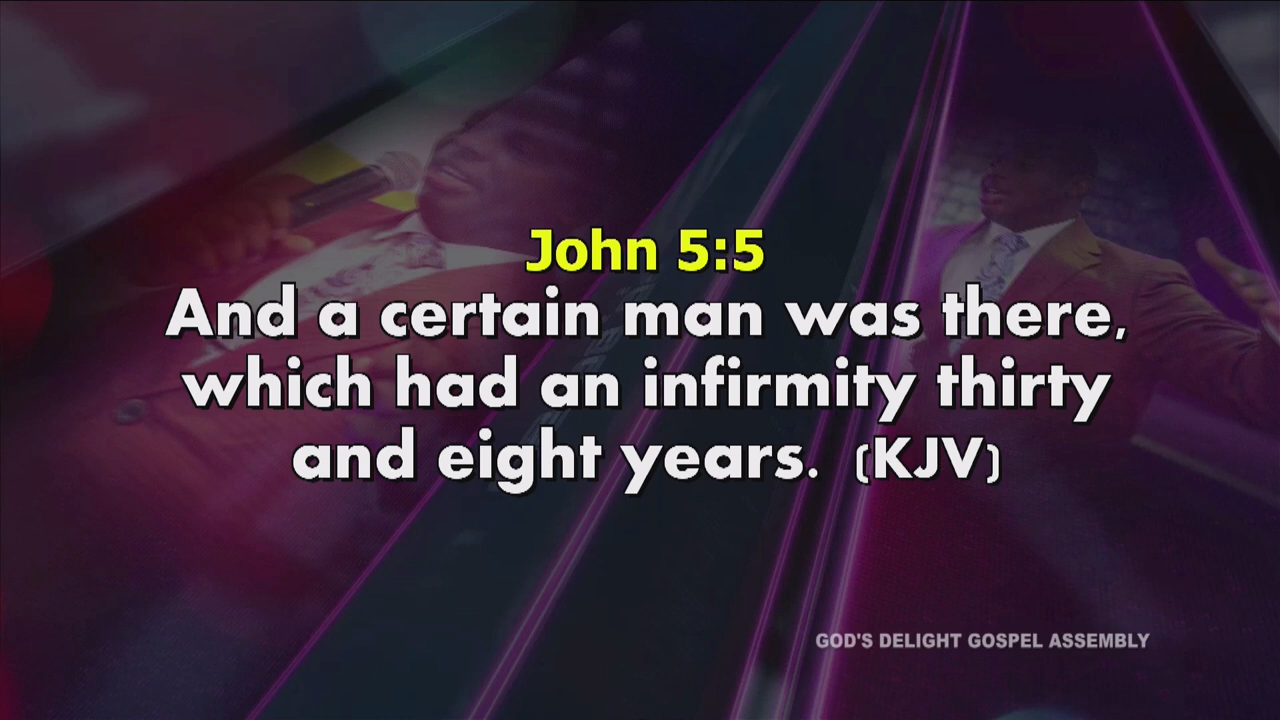 John 5:5
And a certain man was there,
which had an infirmity thirty
and eight years. (KJV)
GOD'S DELIGHT GOSPEL ASSEMBLY